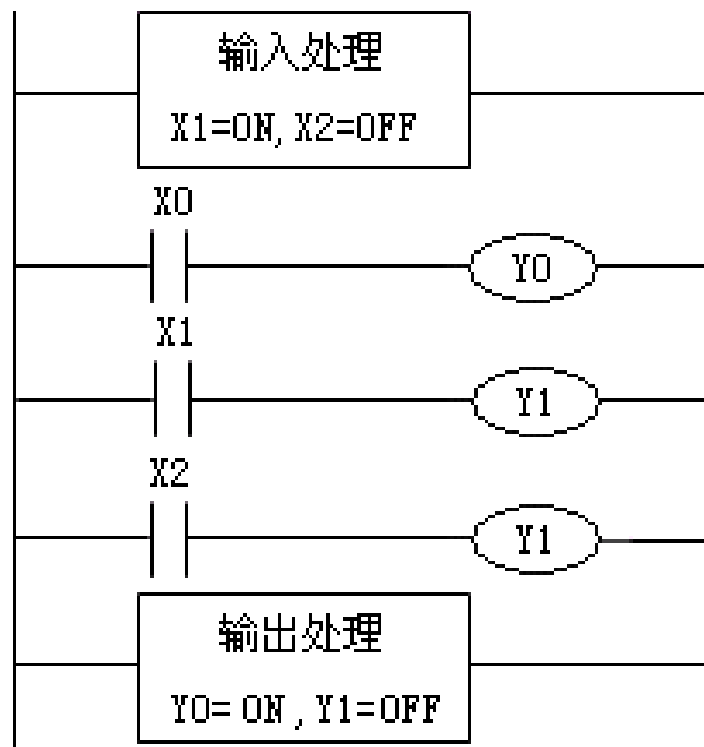 输入处理
X1=ON, X2=OFF
X0
Y0
X1
Y1
X2
Y1
输出处理
Y0= ON , Y1=OFF